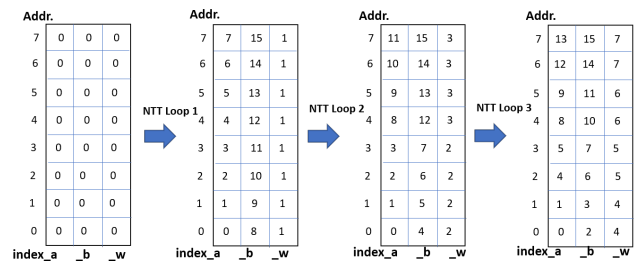 Addr. Addr. Addr. Addr.
7 0 0 0 7 7 15 1 7 11 15 3 7 13 15 7
6 0 0 0 6 6 14 1 6 10 14 3 6 12 14 7
5 0 0 0 5 5 13 1 5 9 13 3 5 9 11 6
NTT Loop 1 NTT Loop 2 NTT Loop 3
4 0 0 0 4 4 12 1 4 8 12 3 4 8 10 6
3 0 0 0 3 3 11 1 3 3 7 2 3 5 7 5
2 0 0 0 2 2 10 1 2 2 6 2 2 4 6 5
1 0 0 0 1 1 9 1 1 1 5 2 1 1 3 4
0 0 0 0 0 0 8 1 0 0 4 2 0 0 2 4
index_a _b _w index_a _b _w index_a _b _w index_a _b _w